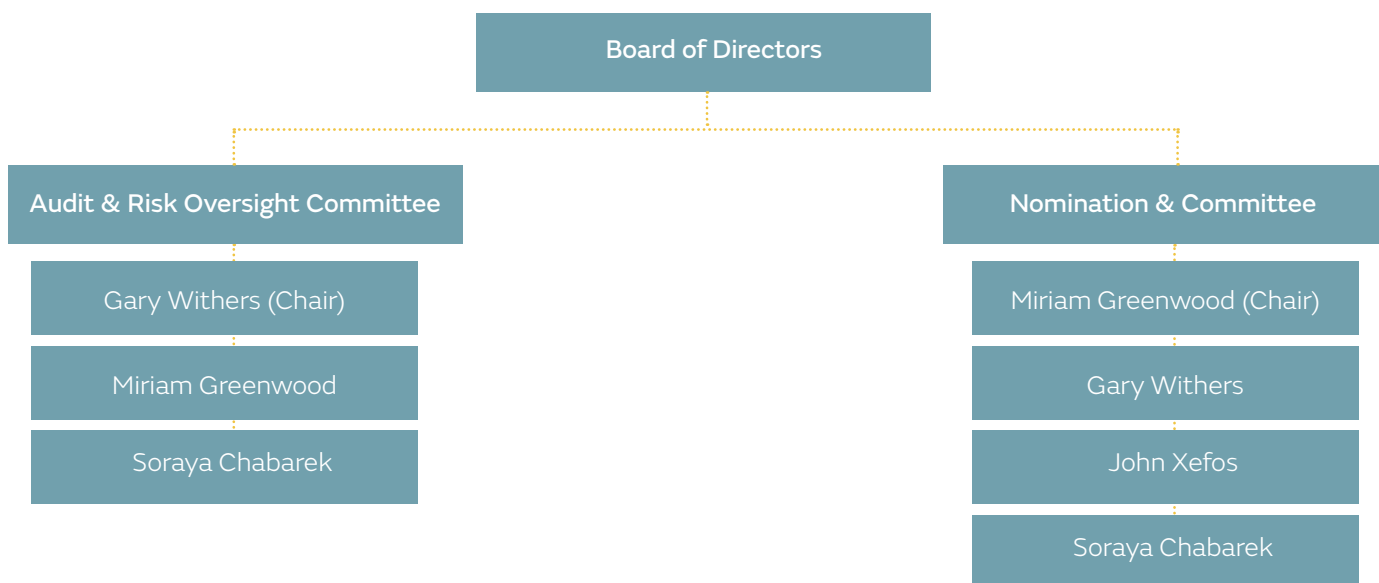 Board of Directors
Audit & Risk Oversight Committee
Gary Withers (Chair)
Miriam Greenwood
Soraya Chabarek
Nomination & Committee
Miriam Greenwood (Chair)
Gary Withers
John Xefos
Soraya Chabarek